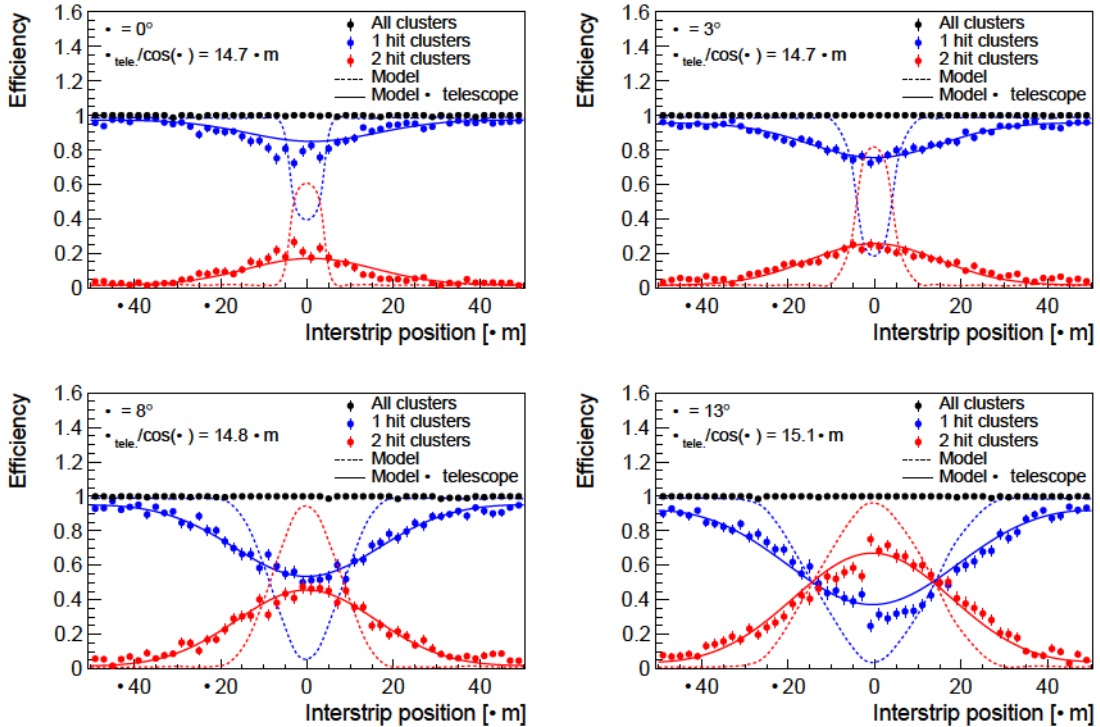 Efficiency
1.6
1.4
1.2
1
0.8
0.6
0.4
0.2
0
• = 0°
• tele./cos(• ) = 14.7 • m
All clusters
1 hit clusters
2 hit clusters
Model
Model • telescope
• 40
• 20
0
20
40
Interstrip position [• m]
Efficiency
1.6
1.4
1.2
1
0.8
0.6
0.4
0.2
0
• = 3°
• tele./cos(• ) = 14.7 • m
All clusters
1 hit clusters
2 hit clusters
Model
Model • telescope
• 40
• 20
0
20
40
Interstrip position [• m]
Efficiency
1.6
1.4
1.2
1
0.8
0.6
0.4
0.2
0
• = 8°
• tele./cos(• ) = 14.8 • m
All clusters
1 hit clusters
2 hit clusters
Model
Model • telescope
• 40
• 20
0
20
40
Interstrip position [• m]
Efficiency
1.6
1.4
1.2
1
0.8
0.6
0.4
0.2
0
• = 13°
• tele./cos(• ) = 15.1 • m
All clusters
1 hit clusters
2 hit clusters
Model
Model • telescope
• 40
• 20
0
20
40
Interstrip position [• m]